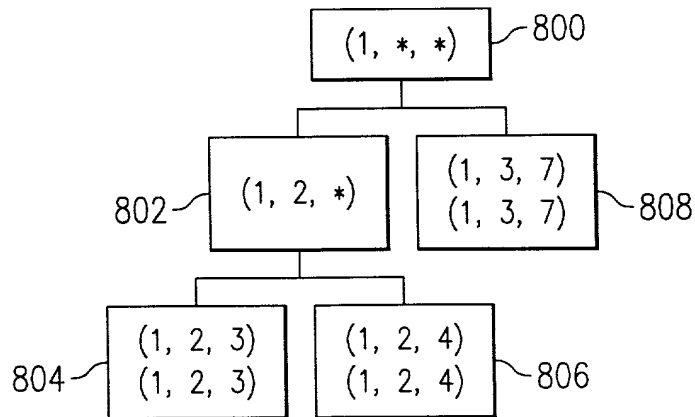 (1, *, *)
800
(1, 2, *)
802
(1, 3, 7)
(1, 3, 7)
808
(1, 2, 3)
(1, 2, 3)
804
(1, 2, 4)
(1, 2, 4)
806